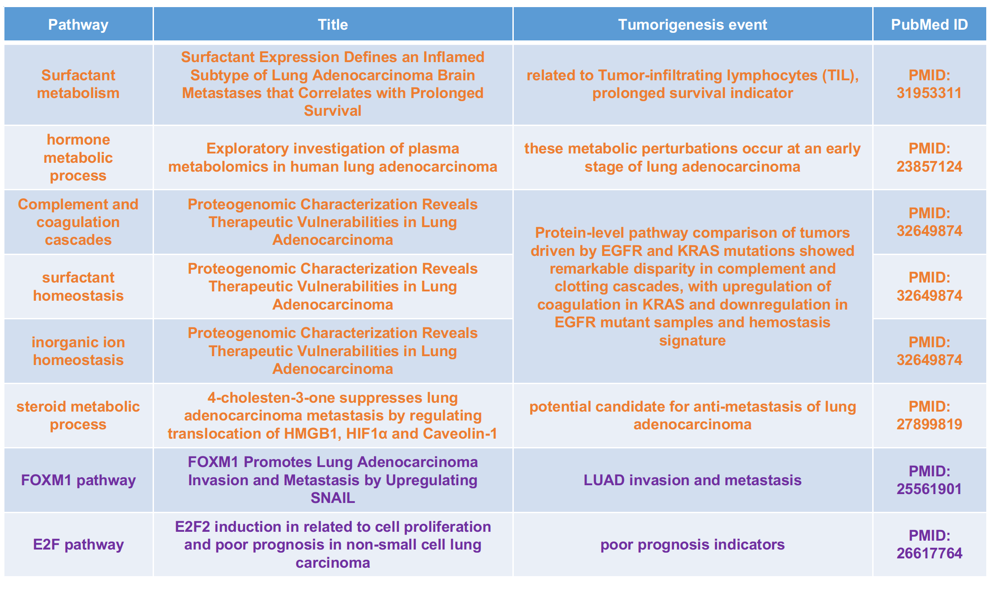 Pathway
Title
Tumorigenesis event
PubMed ID
Surfactant
metabolism
Surfactant Expression Defines an Inflamed
Subtype of Lung Adenocarcinoma Brain
Metastases that Correlates with Prolonged
Survival
related to Tumor-infiltrating lymphocytes (TIL),
prolonged survival indicator
PMID:
31953311
hormone
metabolic
process
Exploratory investigation of plasma
metabolomics in human lung adenocarcinoma
these metabolic perturbations occur at an early
stage of lung adenocarcinoma
PMID:
23857124
Complement and
coagulation
cascades
Proteogenomic Characterization Reveals
Therapeutic Vulnerabilities in Lung
Adenocarcinoma
Protein-level pathway comparison of tumors
driven by EGFR and KRAS mutations showed
remarkable disparity in complement and
clotting cascades, with upregulation of
coagulation in KRAS and downregulation in
EGFR mutant samples and hemostasis
signature
PMID:
32649874
surfactant
homeostasis
Proteogenomic Characterization Reveals
Therapeutic Vulnerabilities in Lung
Adenocarcinoma
PMID:
32649874
inorganic ion
homeostasis
Proteogenomic Characterization Reveals
Therapeutic Vulnerabilities in Lung
Adenocarcinoma
PMID:
32649874
steroid metabolic
process
4-cholesten-3-one suppresses lung
adenocarcinoma metastasis by regulating
translocation of HMGB1, HIF1α and Caveolin-1
potential candidate for anti-metastasis of lung
adenocarcinoma
PMID:
27899819
FOXM1 pathway
FOXM1 Promotes Lung Adenocarcinoma
Invasion and Metastasis by Upregulating
SNAIL
LUAD invasion and metastasis
PMID:
25561901
E2F pathway
E2F2 induction in related to cell proliferation
and poor prognosis in non-small cell lung
carcinoma
poor prognosis indicators
PMID:
26617764